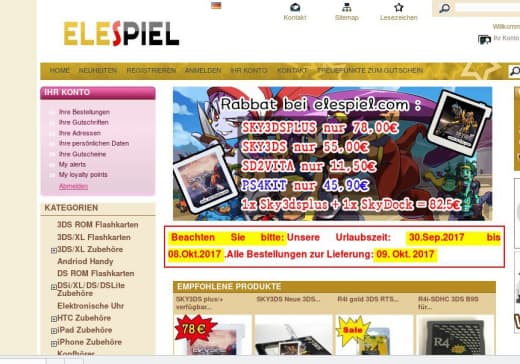 Kontakt Sitemap Lesezeichen
ELESPIEL
Willkomm
Ihr Konto
HOME NEUHEITEN REGISTRIEREN ANMELDEN IHR KONTO KONTAKT TREUEPUNKTE ZUM GUTSCHEIN
IHR KONTO
Ihre Bestellungen
Ihre Gutschriften
Ihre Adressen
Ihre persönlichen Daten
Ihre Gutscheine
My alerts
My loyalty points
Abmelden
KATEGORIEN
3DS ROM Flashkarten
3DS/XL Flashkarten
3DS/XL Zubehöre
Andriod Handy
DS ROM Flashkarten
DSi/XL/DS/DSLite
Zubehöre
Elektronische Uhr
HTC Zubehöre
iPad Zubehöre
iPhone Zubehöre
Kopfhörer
Rabbat bei elespiel.com :
SKY3DSPLUS nur 78,00€
SKY3DS nur 55,00€
SD2VITA nur 11,50€
PS4KIT nur 45,90€
1x Sky3dsplus + 1x SkyDock = 82,5€
Beachten Sie bitte: Unsere Urlaubszeit: 30.Sep.2017 bis
08.Okt.2017 .Alle Bestellungen zur Lieferung: 09. Okt. 2017
EMPFOHLENE PRODUKTE
SKY3DS plus/+ verfügbar...
SKY3DS Neue 3DS...
R4i gold 3DS RTS...
R4i-SDHC 3DS B9S für...
78 €
Sale
R4